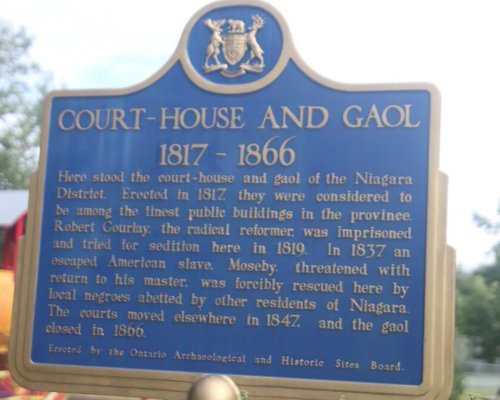 COURT-HOUSE AND GAOL
1817 - 1866
Here stood the court-house and gaol of the Niagara
District. Erected in 1817, they were considered to
be among the finest public buildings in the province.
Robert Gourlay, the radical reformer, was imprisoned
and tried for sedition here in 1819. In 1837 an
escaped American slave, Moseby, threatened with
return to his master, was forcibly rescued here by
local negroes abetted by other residents of Niagara.
The courts moved elsewhere in 1847, and the gaol
closed in 1866.
Erected by the Ontario Archaeological and Historic Sites Board.